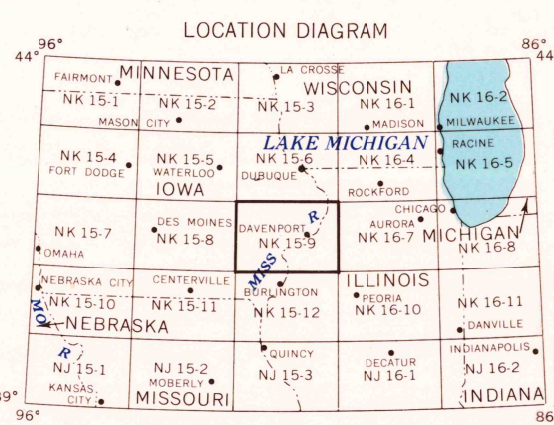 LOCATION DIAGRAM
96° 86°
44° 44
FAIRMONT MINNESOTA LA CROSSE WISCONSIN
NK 15-1 NK 15-2 NK 15-3 NK 16-1 NK 16-2
MASON CITY MADISON MILWAUKEE
LAKE MICHIGAN RACINE
NK 15-4 NK 15-5 NK 15-6 NK 16-4 NK 16-5
FORT DODGE WATERLOO DUBUQUE
IOWA ROCKFORD
CHICAGO
DES MOINES DAVENPORT R AURORA
NK 15-7 NK 15-8 NK 15-9 NK 16-7 MICHIGAN
OMAHA NK 16-8
MISS
NEBRASKA CITY CENTERVILLE BURLINGTON ILLINOIS
NK 15-10 NK 15-11 NK 15-12 PEORIA NK 16-11
MO NK 16-10
NEBRASKA DANVILLE
R QUINCY INDIANAPOLIS
NJ 15-1 NJ 15-2 NJ 15-3 DECATUR NJ 16-2
KANSAS MOBERLY NJ 16-1
CITY MISSOURI INDIANA
39°
96° 86